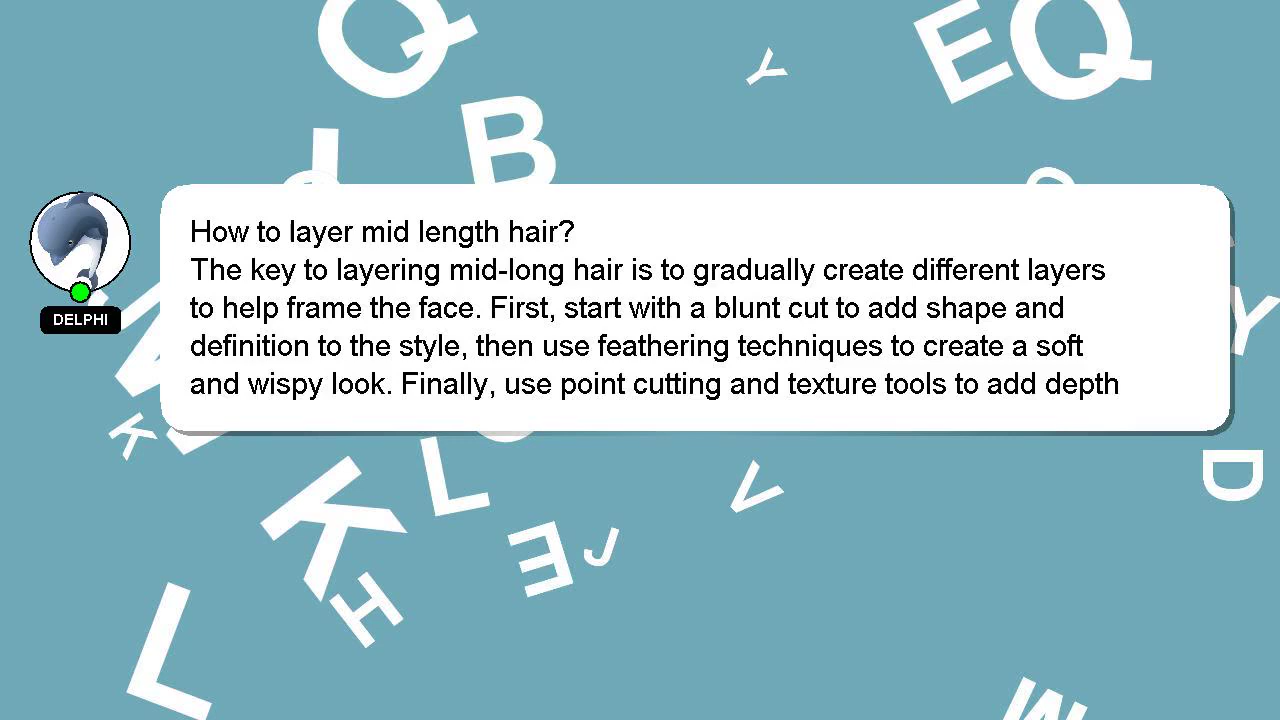 Q
E
Q
Y
B
How to layer mid length hair?
The key to layering mid-long hair is to gradually create different layers
to help frame the face. First, start with a blunt cut to add shape and
definition to the style, then use feathering techniques to create a soft
and wispy look. Finally, use point cutting and texture tools to add depth
DELPHI
Y
K
L
V
D
K
E
J
H
L
W